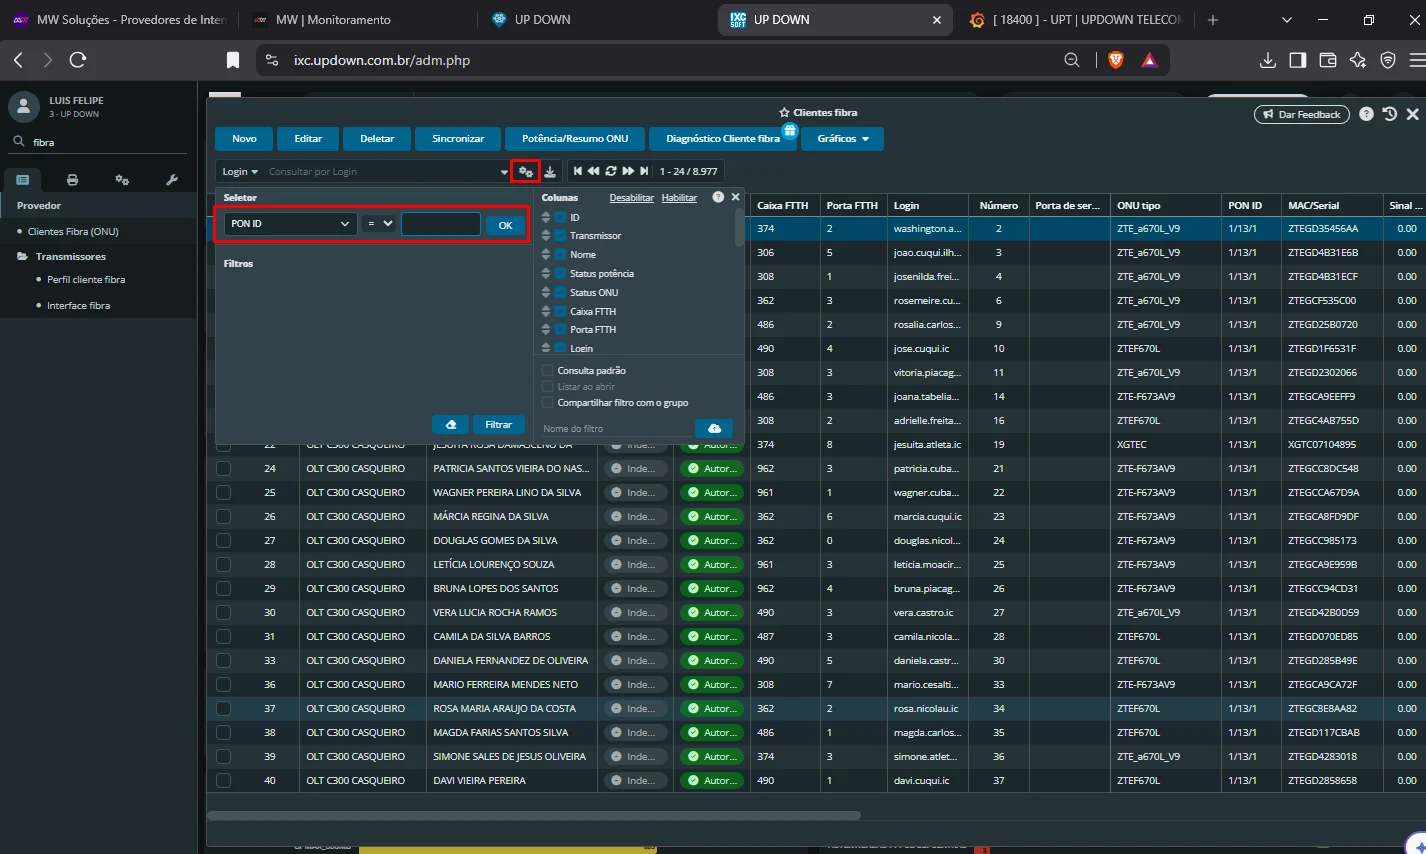 MW Soluções - Provedores de Inter
MW | Monitoramento
UP DOWN
UP DOWN
[ 18400 ] - UPT | UPDOWN TELECOM
ixc.updown.com.br/adm.php
LUIS FELIPE
3 - UP DOWN
fibra
Provedor
Clientes Fibra (ONU)
Transmissores
Perfil cliente fibra
Interface fibra
Clientes fibra
Dar Feedback
Novo Editar Deletar Sincronizar Potência/Resumo ONU Diagnóstico Cliente fibra Gráficos
Login Consultar por Login 1 - 24 / 8.977
Seletor
PON ID = OK
Filtros
Filtrar
Colunas Desabilitar Habilitar
ID
Transmissor
Nome
Status potência
Status ONU
Caixa FTTH
Porta FTTH
Login
Consulta padrão
Listar ao abrir
Compartilhar filtro com o grupo
Nome do filtro
Caixa FTTH Porta FTTH Login Número Porta de ser... ONU tipo PON ID MAC/Serial Sinal ...
374 2 washington.a... 2 ZTE_a670L_V9 1/13/1 ZTEGD35456AA 0.00
306 5 joao.cuqui.ilh... 3 ZTE_a670L_V9 1/13/1 ZTEGD4B31E6B 0.00
308 1 josenilda.frei... 4 ZTE_a670L_V9 1/13/1 ZTEGD4B31ECF 0.00
362 3 rosemeire.cu... 6 ZTE_a670L_V9 1/13/1 ZTEGCF535C00 0.00
486 2 rosalia.carlos... 9 ZTE_a670L_V9 1/13/1 ZTEGD25B0720 0.00
490 4 jose.cuqui.ic 10 ZTEF670L 1/13/1 ZTEGD1F6531F 0.00
308 3 vitoria.piacag... 11 ZTE_a670L_V9 1/13/1 ZTEGD2302066 0.00
486 3 joana.tabelia... 14 ZTE-F673AV9 1/13/1 ZTEGCA9EEFF9 0.00
308 2 adrielle.freita... 16 ZTEF670L 1/13/1 ZTEGC4AB755D 0.00
22 OLT C300 CASQUEIRO JESUITA ROSA DAMASCENO DA Inde... Autor... 374 8 jesuita.atleta.ic 19 XGTEC 1/13/1 XGTC07104895 0.00
24 OLT C300 CASQUEIRO PATRICIA SANTOS VIEIRA DO NAS... Inde... Autor... 962 3 patricia.cuba... 21 ZTE-F673AV9 1/13/1 ZTEGCC8DC548 0.00
25 OLT C300 CASQUEIRO WAGNER PEREIRA LINO DA SILVA Inde... Autor... 961 1 wagner.cuba... 22 ZTE-F673AV9 1/13/1 ZTEGCCA67D9A 0.00
26 OLT C300 CASQUEIRO MÁRCIA REGINA DA SILVA Inde... Autor... 362 6 marcia.cuqui.ic 23 ZTE-F673AV9 1/13/1 ZTEGCA8FD9DF 0.00
27 OLT C300 CASQUEIRO DOUGLAS GOMES DA SILVA Inde... Autor... 362 0 douglas.nicol... 24 ZTE-F673AV9 1/13/1 ZTEGCC985173 0.00
28 OLT C300 CASQUEIRO LETÍCIA LOURENÇO SOUZA Inde... Autor... 961 3 leticia.moacir... 25 ZTE-F673AV9 1/13/1 ZTEGCA9E959B 0.00
29 OLT C300 CASQUEIRO BRUNA LOPES DOS SANTOS Inde... Autor... 962 4 bruna.piacag... 26 ZTE-F673AV9 1/13/1 ZTEGCC94CD31 0.00
30 OLT C300 CASQUEIRO VERA LUCIA ROCHA RAMOS Inde... Autor... 490 3 vera.castro.ic 27 ZTE_a670L_V9 1/13/1 ZTEGD42B0D59 0.00
31 OLT C300 CASQUEIRO CAMILA DA SILVA BARROS Inde... Autor... 487 3 camila.nicola... 28 ZTEF670L 1/13/1 ZTEGD070ED85 0.00
33 OLT C300 CASQUEIRO DANIELA FERNANDEZ DE OLIVEIRA Inde... Autor... 490 5 daniela.castr... 30 ZTEF670L 1/13/1 ZTEGD285B49E 0.00
36 OLT C300 CASQUEIRO MARIO FERREIRA MENDES NETO Inde... Autor... 308 7 mario.cesalti... 33 ZTE-F673AV9 1/13/1 ZTEGCA9CA72F 0.00
37 OLT C300 CASQUEIRO ROSA MARIA ARAUJO DA COSTA Inde... Autor... 362 2 rosa.nicolau.ic 34 ZTEF670L 1/13/1 ZTEGC8E8AA82 0.00
38 OLT C300 CASQUEIRO MAGDA FARIAS SANTOS SILVA Inde... Autor... 486 1 magda.carlos... 35 ZTEF670L 1/13/1 ZTEGD117CBAB 0.00
39 OLT C300 CASQUEIRO SIMONE SALES DE JESUS OLIVEIRA Inde... Autor... 374 3 simone.atlet... 36 ZTE_a670L_V9 1/13/1 ZTEGD4283018 0.00
40 OLT C300 CASQUEIRO DAVI VIEIRA PEREIRA Inde... Autor... 490 1 davi.cuqui.ic 37 ZTEF670L 1/13/1 ZTEGD2858658 0.00